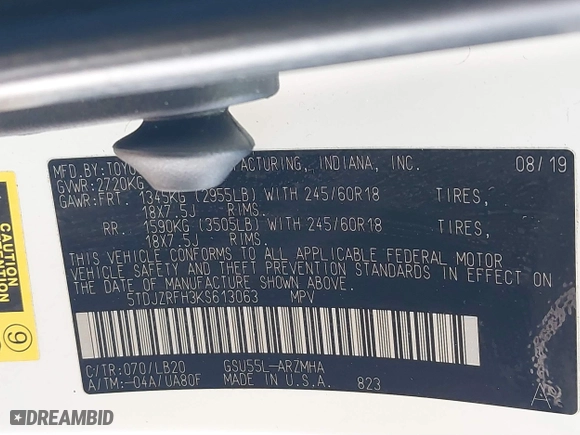 MFD. BY: TOYO FACTURING, INDIANA, INC. 08/19
GVWR: 2720KG
GAWR: FRT. 1345KG (2955LB) WITH 245/60R18 TIRES,
18X7.5J RIMS.
RR. 1590KG (3505LB) WITH 245/60R18 TIRES,
18X7.5J RIMS.
THIS VEHICLE CONFORMS TO ALL APPLICABLE FEDERAL MOTOR
VEHICLE SAFETY AND THEFT PREVENTION STANDARDS IN EFFECT ON
THE DATE OF MANUFACTURE SHOWN ABOVE.
5TDJZRFH3KS613063 MPV
C/TR: 070/LB20 GSU55L-ARZMHA
A/TM: -04A/UA80F MADE IN U.S.A. 823
A
CAUTION
9
DREAMBID